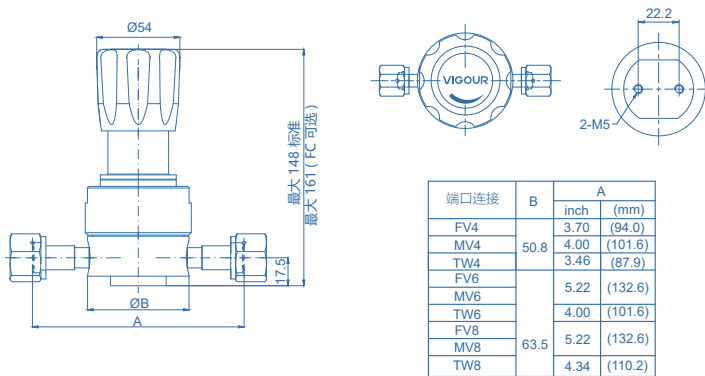 Ø54
最大 148 标准
最大 161 ( FC 可选 )
17.5
ØB
A
VIGOUR
22.2
2-M5
端口连接 B A
inch (mm)
FV4 50.8 3.70 (94.0)
MV4 4.00 (101.6)
TW4 3.46 (87.9)
FV6 63.5 5.22 (132.6)
MV6
TW6 4.00 (101.6)
FV8 5.22 (132.6)
MV8
TW8 4.34 (110.2)